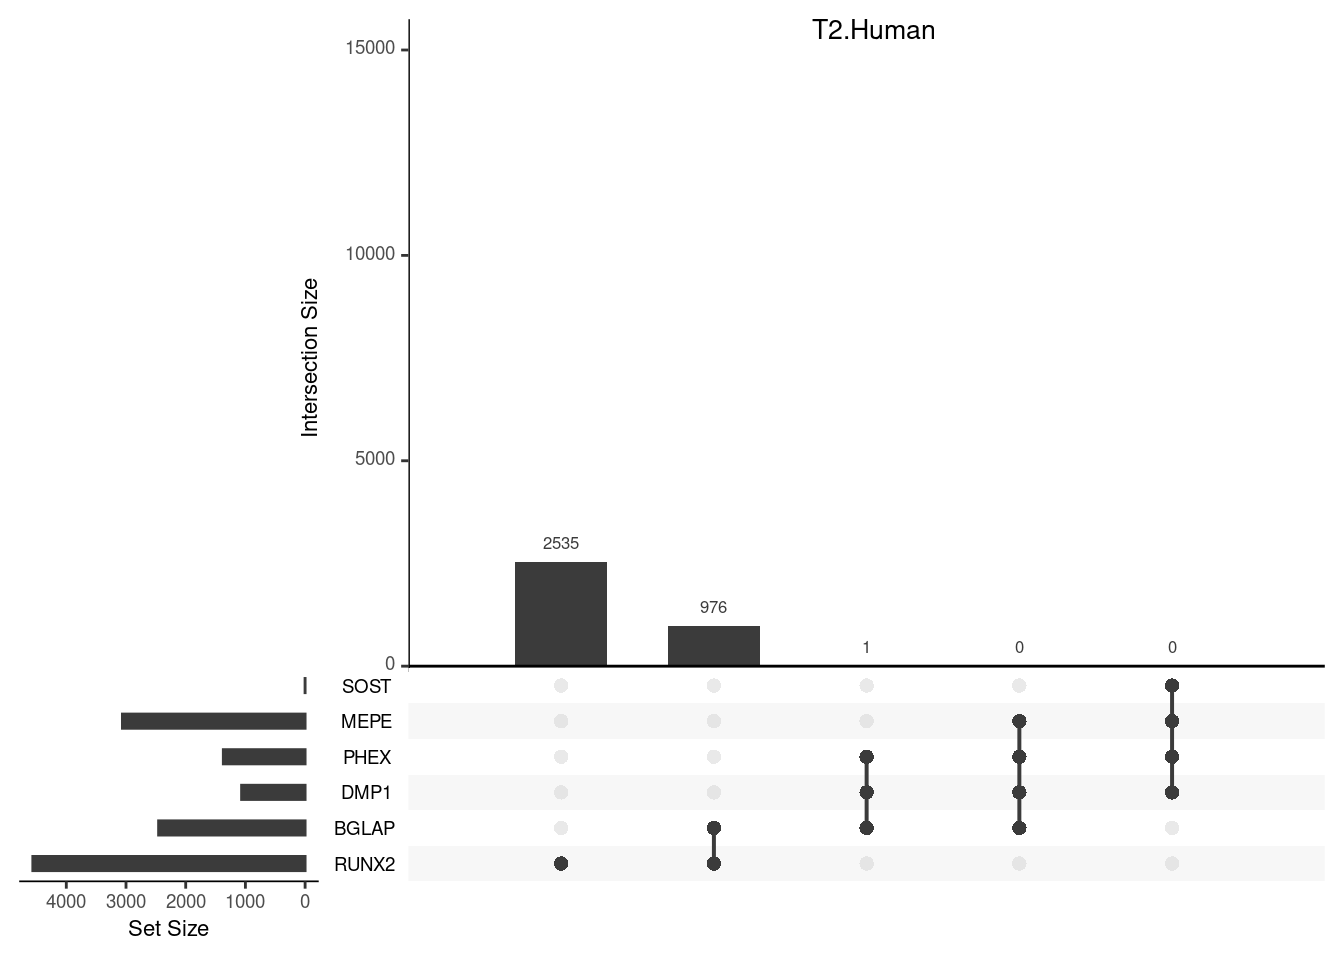 T2.Human
15000
10000
5000
0
Intersection Size
2535
976
1
0
0
SOST
MEPE
PHEX
DMP1
BGLAP
RUNX2
4000 3000 2000 1000 0
Set Size